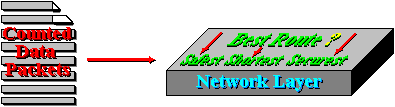 Counted
Data
Packets
Best Route ?
Safest Shortest Securest
Network Layer